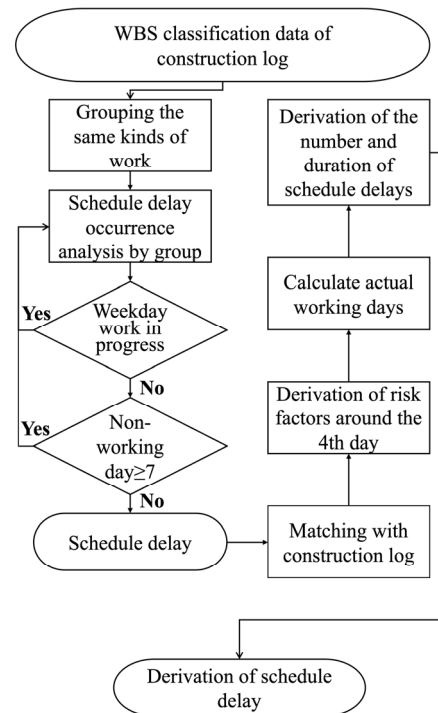 WBS classification data of
construction log
Grouping the
same kinds of
work
Schedule delay
occurrence
analysis by group
Yes
Weekday
work in
progress
No
Yes
Non-
working
day≥7
No
Schedule delay
Matching with
construction log
Derivation of risk
factors around the
4th day
Calculate actual
working days
Derivation of the
number and
duration of
schedule delays
Derivation of schedule
delay